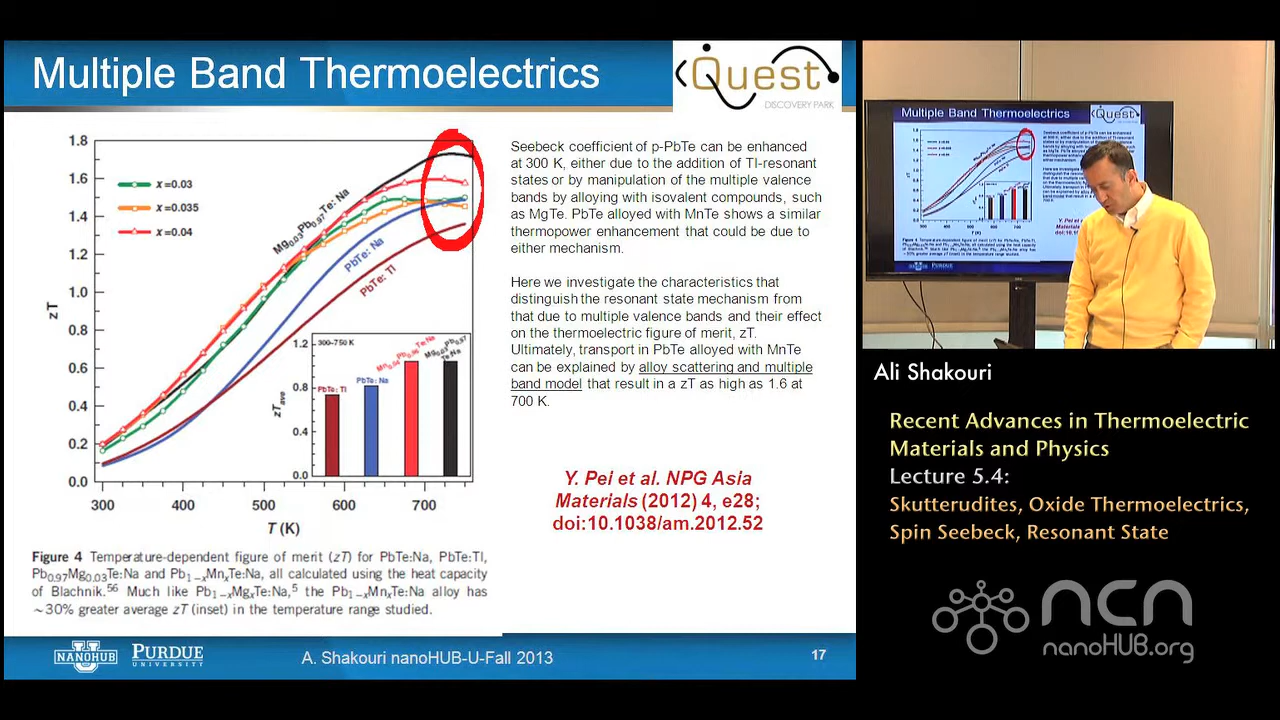 Multiple Band Thermoelectrics
Quest
DISCOVERY PARK
1.8
1.6
1.4
1.2
1.0
0.8
0.6
0.4
0.2
0.0
zT
x=0.03
x=0.035
x=0.04
Mg0.03Pb0.97Te:Na
PbTe:Na
PbTe:Tl
300–750 K
1.2
0.8
0.4
0.0
zTave
PbTe: Tl
PbTe: Na
Mn0.04Pb0.96Te:Na
Mg0.03Pb0.97Te:Na
300
400
500
600
700
T (K)
Figure 4 Temperature-dependent figure of merit (zT) for PbTe:Na, PbTe:Tl,
Pb0.97Mg0.03Te:Na and Pb1−xMnxTe:Na, all calculated using the heat capacity
of Blachnik.56 Much like Pb1−xMgxTe:Na,5 the Pb1−xMnxTe:Na alloy has
~30% greater average zT (inset) in the temperature range studied.
Seebeck coefficient of p-PbTe can be enhanced
at 300 K, either due to the addition of Tl-resonant
states or by manipulation of the multiple valence
bands by alloying with isovalent compounds, such
as MgTe. PbTe alloyed with MnTe shows a similar
thermopower enhancement that could be due to
either mechanism.
Here we investigate the characteristics that
distinguish the resonant state mechanism from
that due to multiple valence bands and their effect
on the thermoelectric figure of merit, zT.
Ultimately, transport in PbTe alloyed with MnTe
can be explained by alloy scattering and multiple
band model that result in a zT as high as 1.6 at
700 K.
Y. Pei et al. NPG Asia
Materials (2012) 4, e28;
doi:10.1038/am.2012.52
NANOHUB
PURDUE
UNIVERSITY
A. Shakouri nanoHUB-U-Fall 2013
17
Multiple Band Thermoelectrics
Quest
Ali Shakouri
Recent Advances in Thermoelectric
Materials and Physics
Lecture 5.4:
Skutterudites, Oxide Thermoelectrics,
Spin Seebeck, Resonant State
ncn
nanoHUB.org